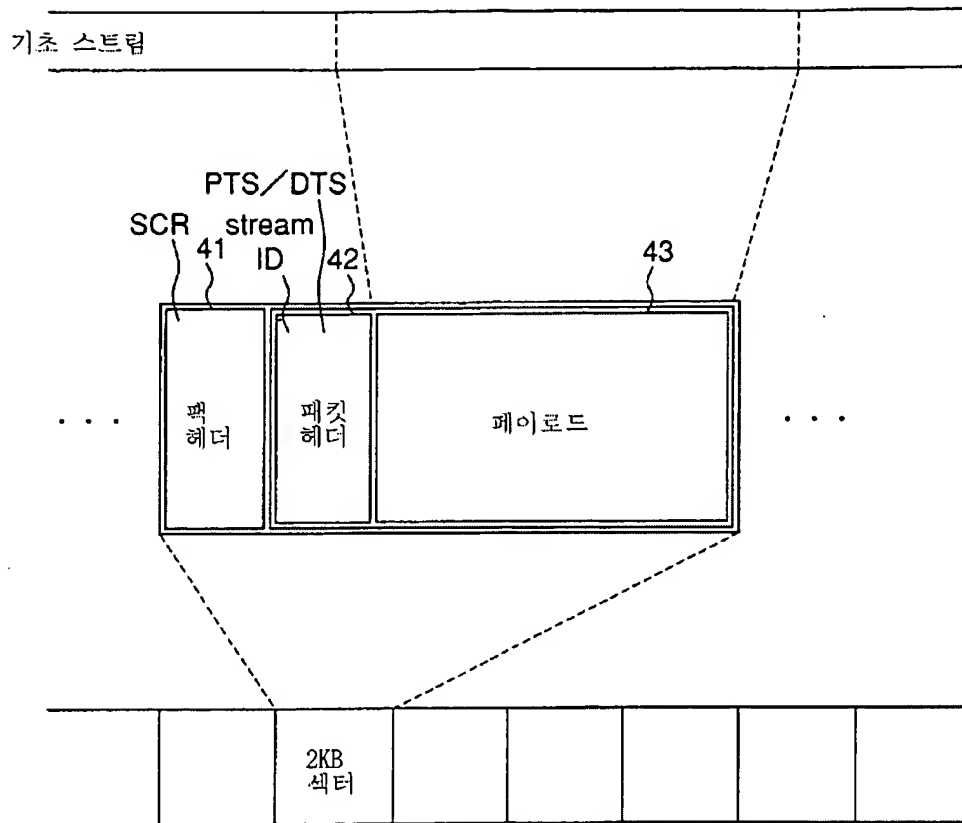 기초 스트림
PTS/DTS
SCR
stream
ID
41
42
43
팩
헤더
패킷
헤더
페이로드
. . .
. . .
2KB
섹터